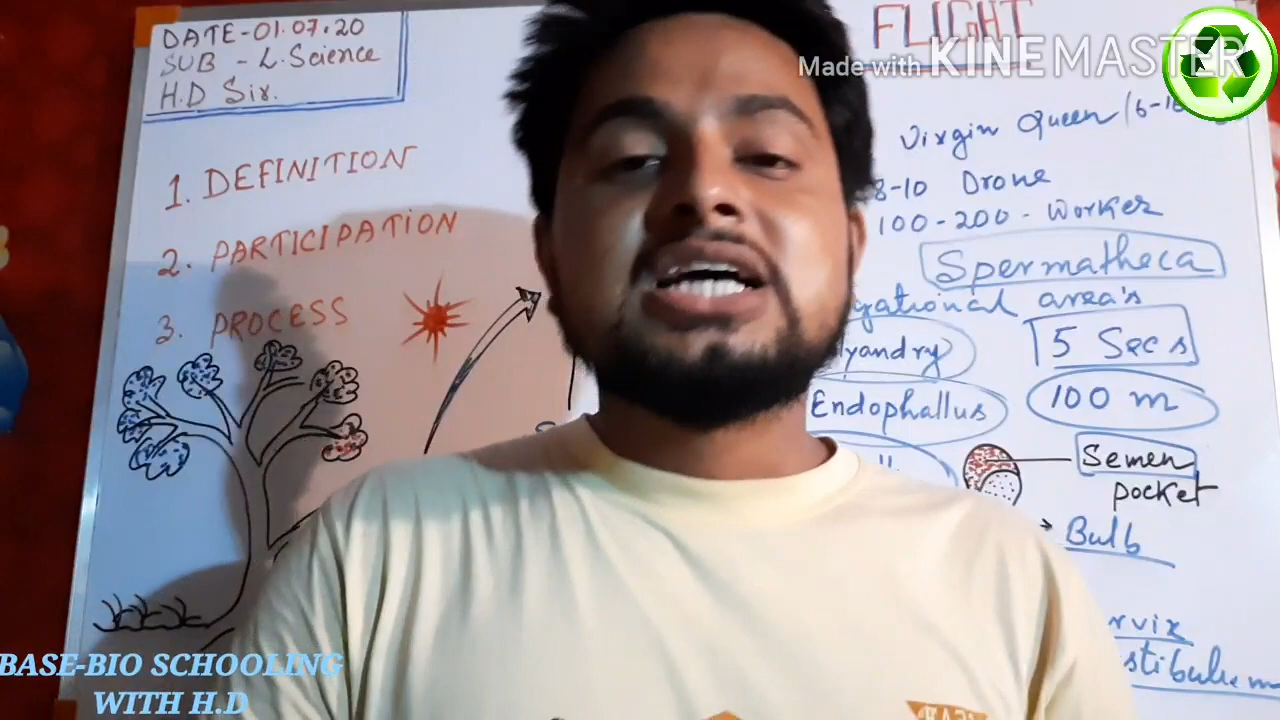 DATE-01.07.20
SUB - L. Science
H.D Sir.
FLIGHT
Made with KINEMASTER
1. DEFINITION
2. PARTICIPATION
3. PROCESS
Virgin Queen
8-10 Drone
100-200 - Worker
Spermatheca
area's
5 Secs
100 m
Endophallus
Semen
pocket
Bulb
BASE-BIO SCHOOLING
WITH H.D